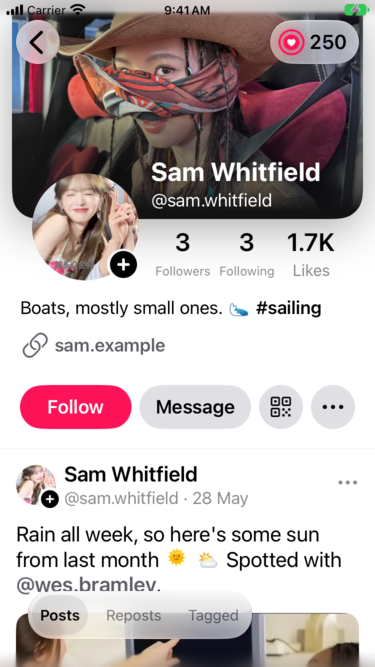 Carrier 9:41 AM
250
Sam Whitfield
@sam.whitfield
3 3 1.7K
Followers Following Likes
Boats, mostly small ones. #sailing
sam.example
Follow Message
Sam Whitfield
@sam.whitfield · 28 May
Rain all week, so here's some sun
from last month 🌞 ⛅ Spotted with
@wes.bramley.
Posts Reposts Tagged